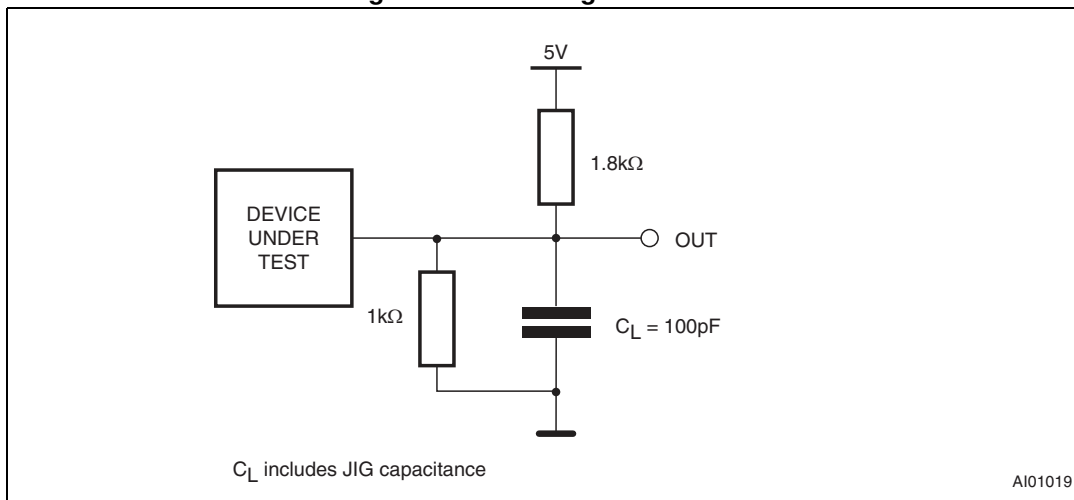 5V
1.8kΩ
DEVICE
UNDER
TEST
OUT
1kΩ
CL = 100pF
CL includes JIG capacitance
AI01019